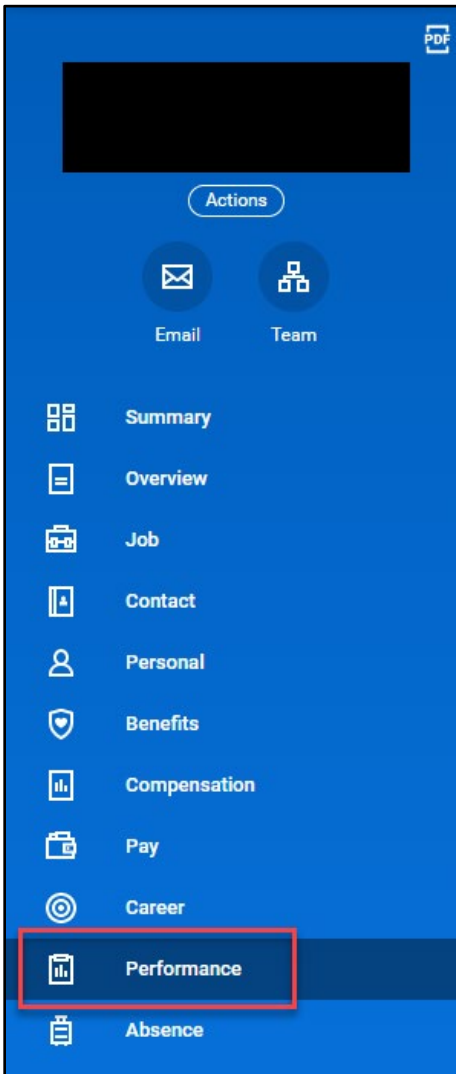 PDF
Actions
Email Team
Summary
Overview
Job
Contact
Personal
Benefits
Compensation
Pay
Career
Performance
Absence